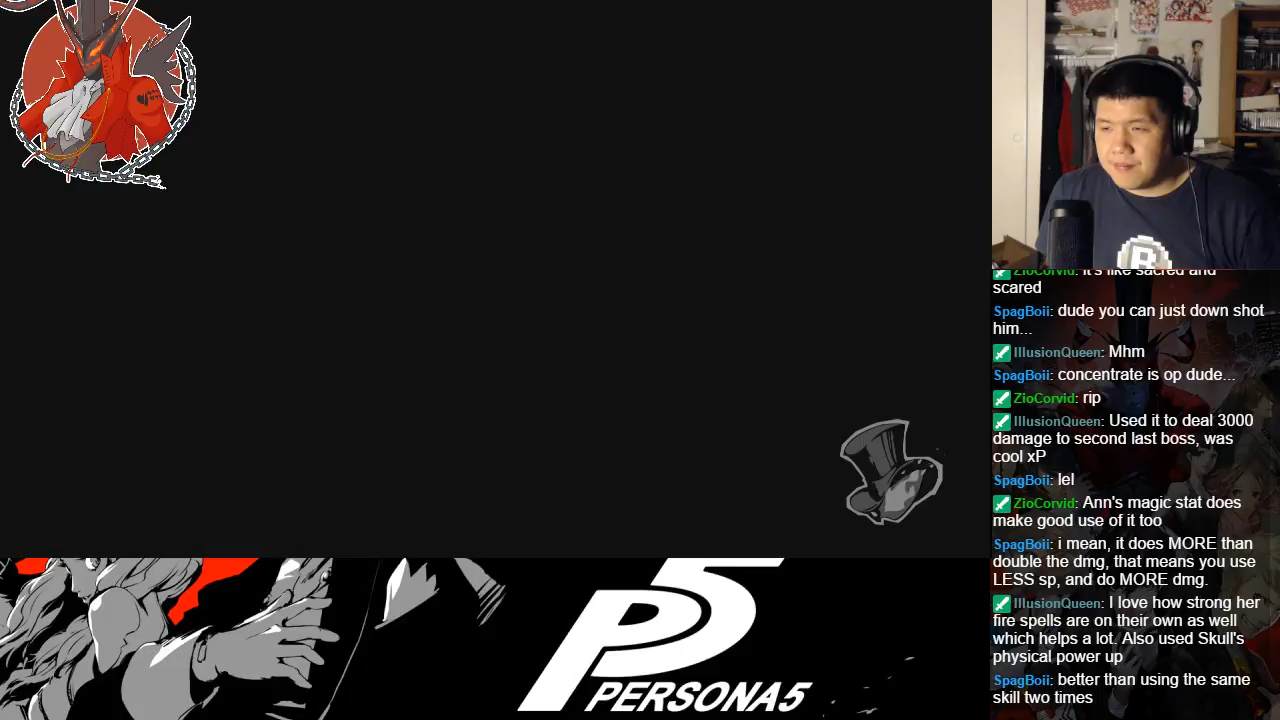 ZioCorvid: it's like sacred and
scared
SpagBoii: dude you can just down shot
him...
IllusionQueen: Mhm
SpagBoii: concentrate is op dude...
ZioCorvid: rip
IllusionQueen: Used it to deal 3000
damage to second last boss, was
cool xP
SpagBoii: lel
ZioCorvid: Ann's magic stat does
make good use of it too
SpagBoii: i mean, it does MORE than
double the dmg, that means you use
LESS sp, and do MORE dmg.
IllusionQueen: I love how strong her
fire spells are on their own as well
which helps a lot. Also used Skull's
physical power up
SpagBoii: better than using the same
skill two times
P5
PERSONA5
B